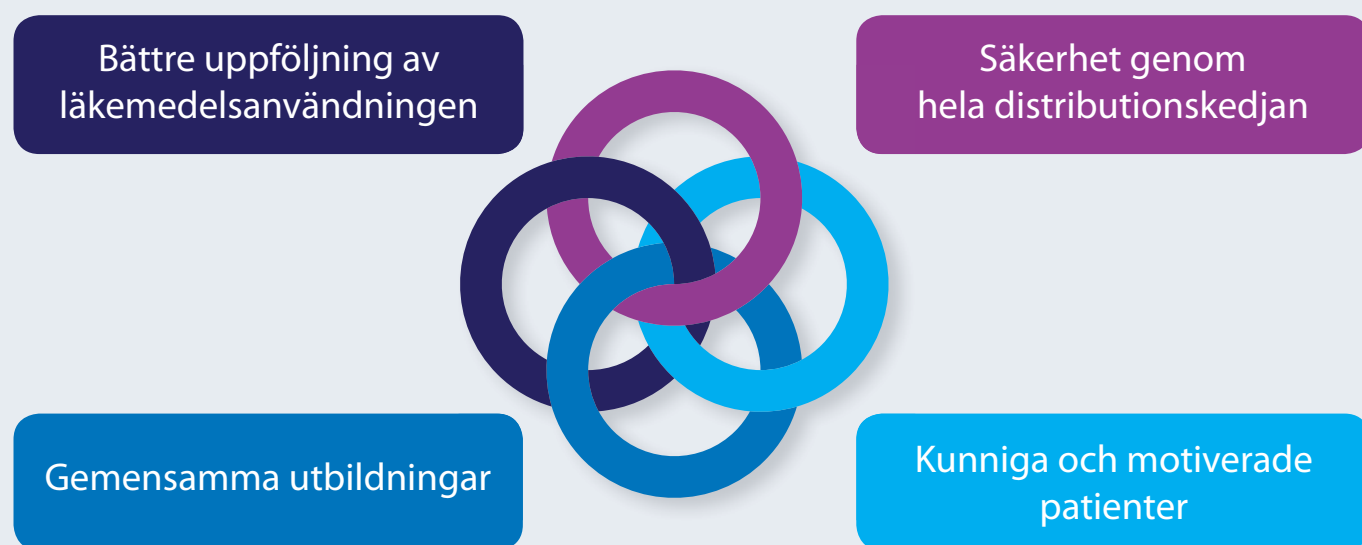 Bättre uppföljning av
läkemedelsanvändningen
Säkerhet genom
hela distributionskedjan
Gemensamma utbildningar
Kunniga och motiverade
patienter